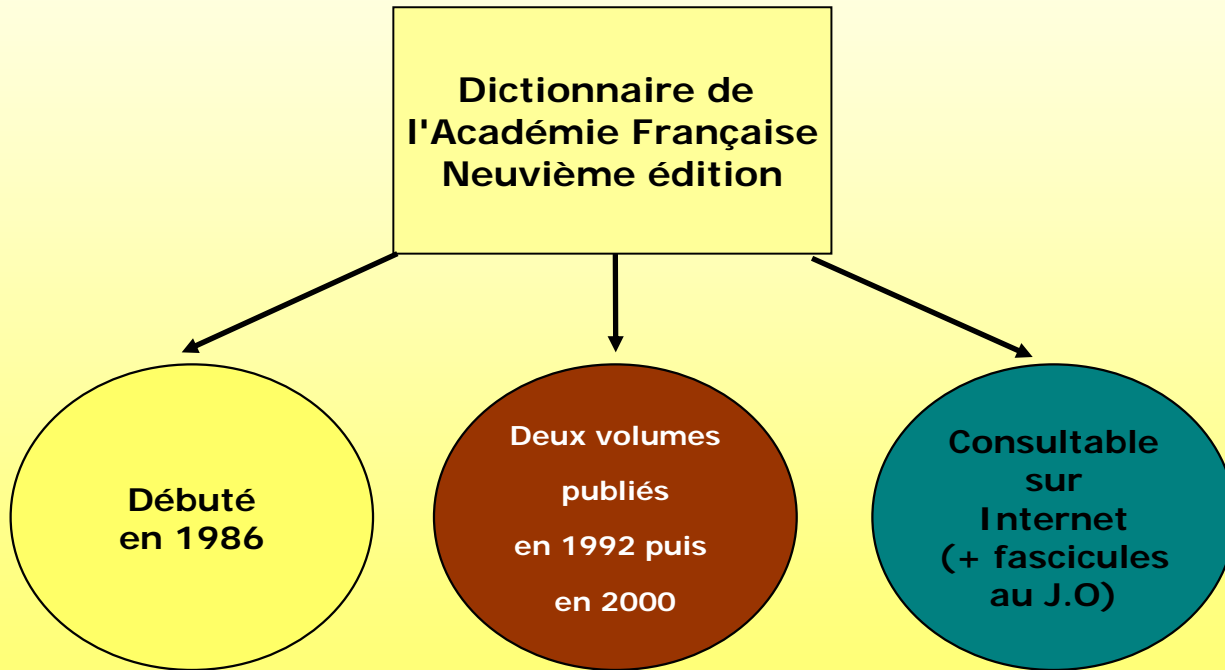 Dictionnaire de
l'Académie Française
Neuvième édition
Débuté
en 1986
Deux volumes
publiés
en 1992 puis
en 2000
Consultable
sur
Internet
(+ fascicules
au J.O)